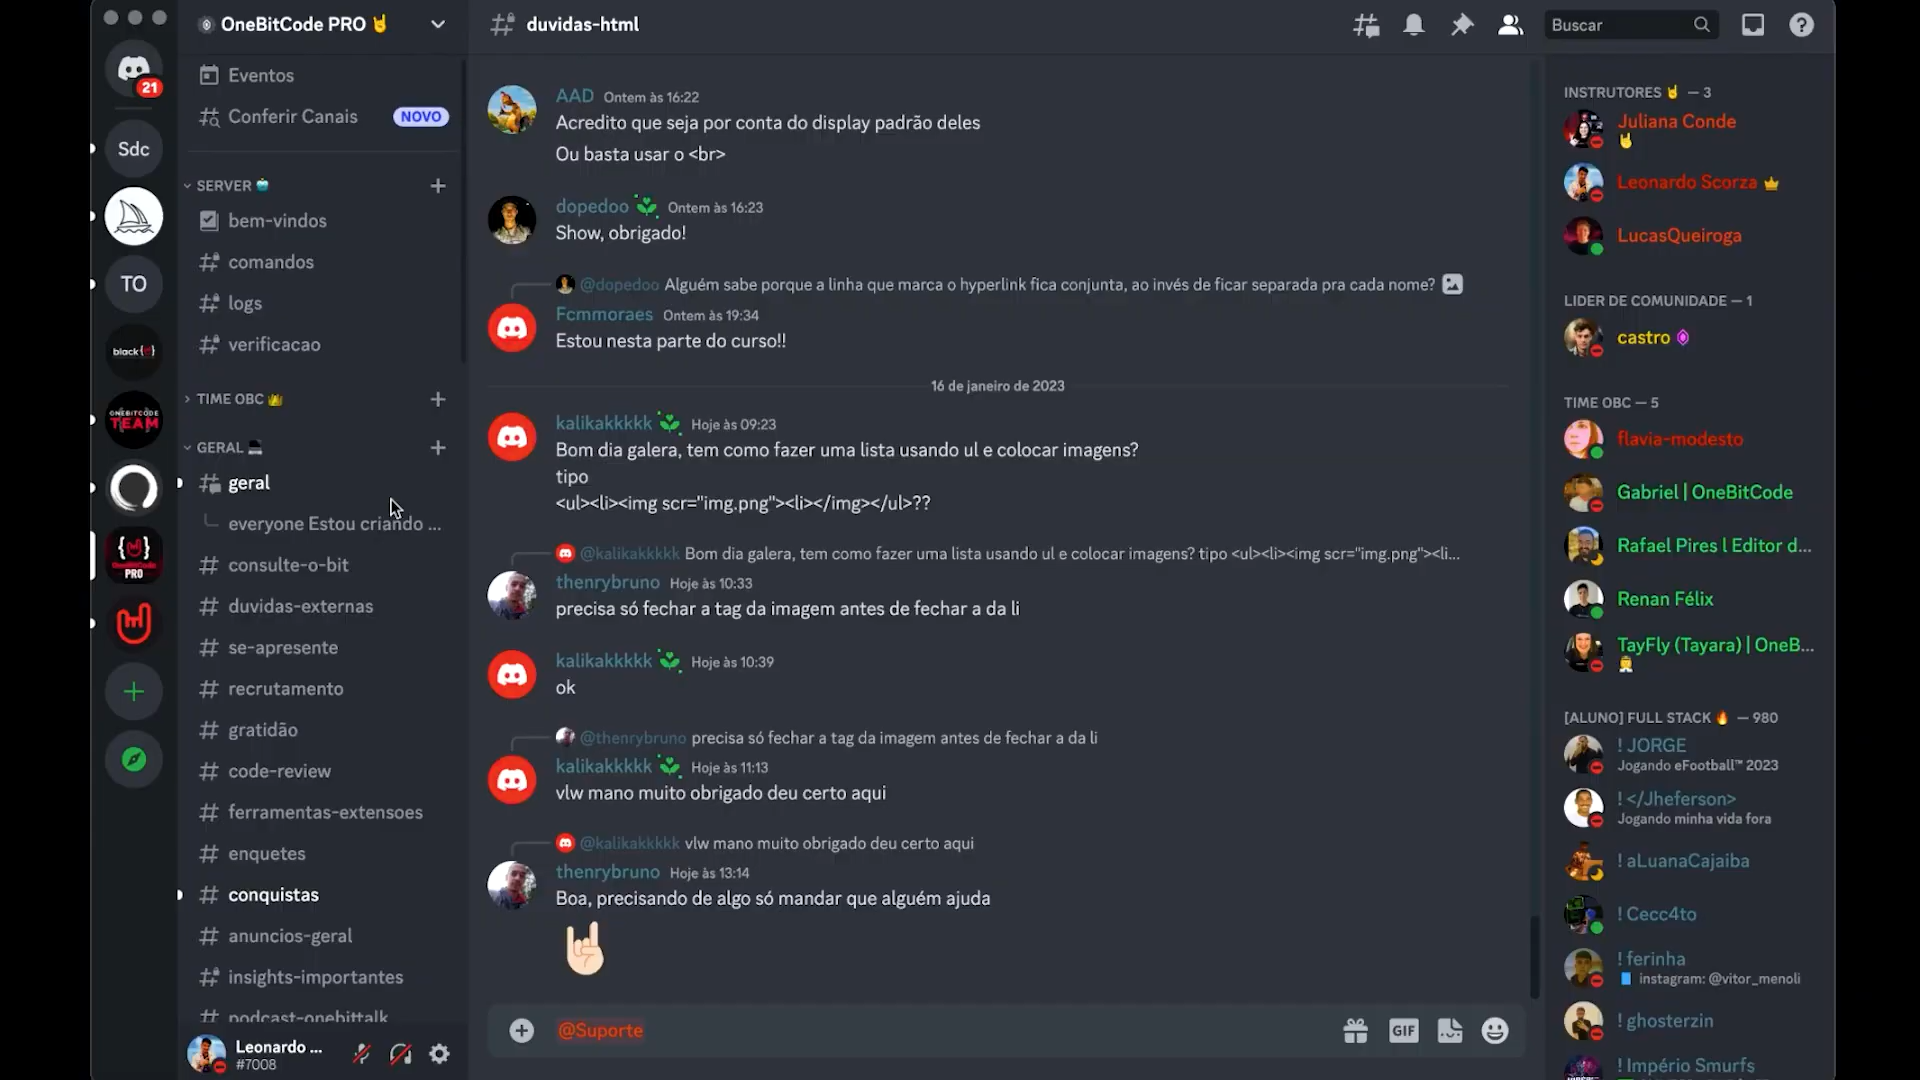 OneBitCode PRO
duvidas-html
Buscar
21
Sdc
TO
black{}
ONEBITCODE
TEAM
OneBitCode
PRO
Eventos
Conferir Canais
NOVO
SERVER
bem-vindos
comandos
logs
verificacao
TIME OBC
GERAL
geral
everyone Estou criando ...
consulte-o-bit
duvidas-externas
se-apresente
recrutamento
gratidão
code-review
ferramentas-extensoes
enquetes
conquistas
anuncios-geral
insights-importantes
podcast-onebittalk
Leonardo ...
#7008
AAD Ontem às 16:22
Acredito que seja por conta do display padrão deles
Ou basta usar o <br>
dopedoo Ontem às 16:23
Show, obrigado!
@dopedoo Alguém sabe porque a linha que marca o hyperlink fica conjunta, ao invés de ficar separada pra cada nome?
Fcmmoraes Ontem às 19:34
Estou nesta parte do curso!!
16 de janeiro de 2023
kalikakkkkk Hoje às 09:23
Bom dia galera, tem como fazer uma lista usando ul e colocar imagens?
tipo
<ul><li><img scr="img.png"><li></img></ul>??
@kalikakkkkk Bom dia galera, tem como fazer uma lista usando ul e colocar imagens? tipo <ul><li><img scr="img.png"><li...
thenrybruno Hoje às 10:33
precisa só fechar a tag da imagem antes de fechar a da li
kalikakkkkk Hoje às 10:39
ok
@thenrybruno precisa só fechar a tag da imagem antes de fechar a da li
kalikakkkkk Hoje às 11:13
vlw mano muito obrigado deu certo aqui
@kalikakkkkk vlw mano muito obrigado deu certo aqui
thenrybruno Hoje às 13:14
Boa, precisando de algo só mandar que alguém ajuda
@Suporte
GIF
INSTRUTORES — 3
Juliana Conde
Leonardo Scorza
LucasQueiroga
LIDER DE COMUNIDADE — 1
castro
TIME OBC — 5
flavia-modesto
Gabriel | OneBitCode
Rafael Pires l Editor d...
Renan Félix
TayFly (Tayara) | OneB...
[ALUNO] FULL STACK — 980
! JORGE
Jogando eFootball™ 2023
! </Jheferson>
Jogando minha vida fora
! aLuanaCajaiba
! Cecc4to
! ferinha
instagram: @vitor_menoli
! ghosterzin
! Império Smurfs